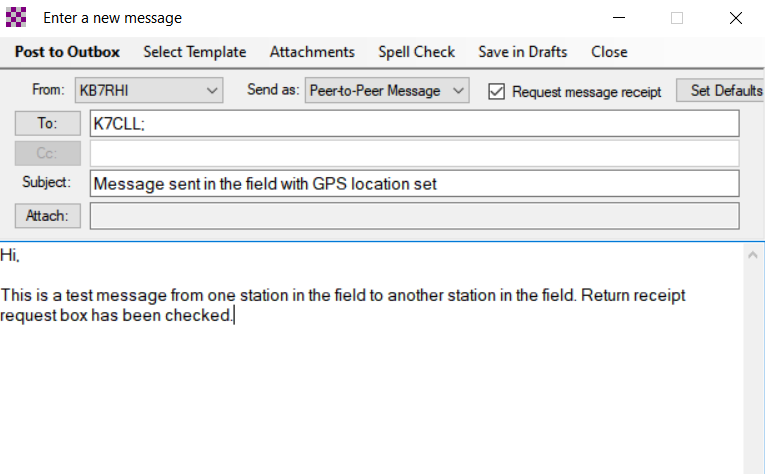 Enter a new message
Post to Outbox Select Template Attachments Spell Check Save in Drafts Close
From: KB7RHI Send as: Peer-to-Peer Message Request message receipt Set Defaults
To: K7CLL;
Cc:
Subject: Message sent in the field with GPS location set
Attach:
Hi,
This is a test message from one station in the field to another station in the field. Return receipt
request box has been checked.